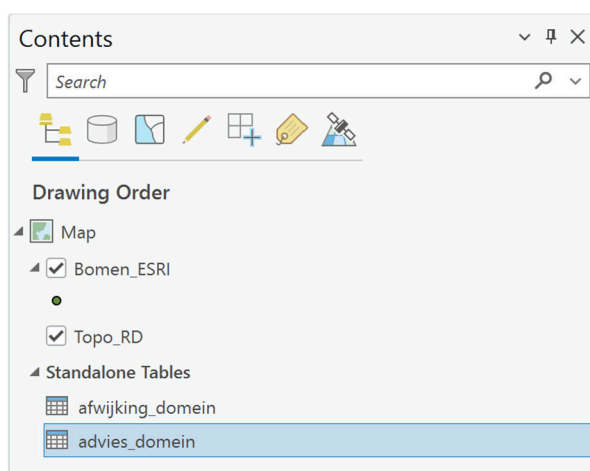 Contents
Search
Drawing Order
Map
Bomen_ESRI
Topo_RD
Standalone Tables
afwijking_domein
advies_domein